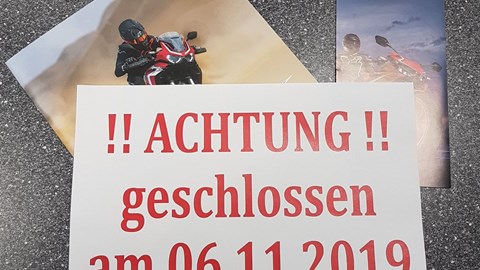 !! ACHTUNG !!
geschlossen
am 06.11.2019